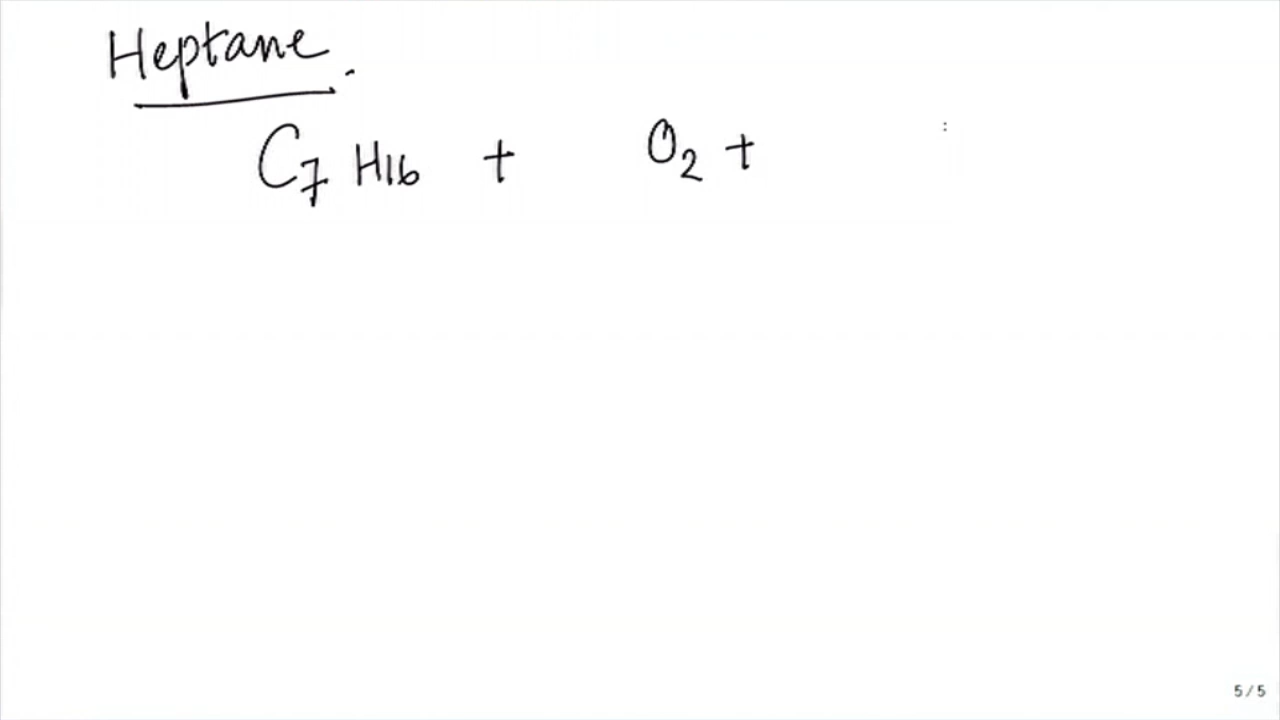 Heptane.
C₇ H16 + O₂ +
5/5